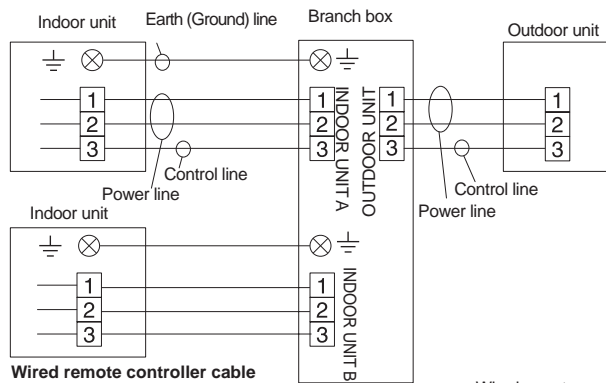 Indoor unit
Earth (Ground) line
Branch box
Outdoor unit
1 1 1 1
2 2 2 2
3 3 3 3
INDOOR UNIT A
OUTDOOR UNIT
Control line
Power line
Control line
Power line
Indoor unit
1 1
2 2
3 3
INDOOR UNIT B
Wired remote controller cable